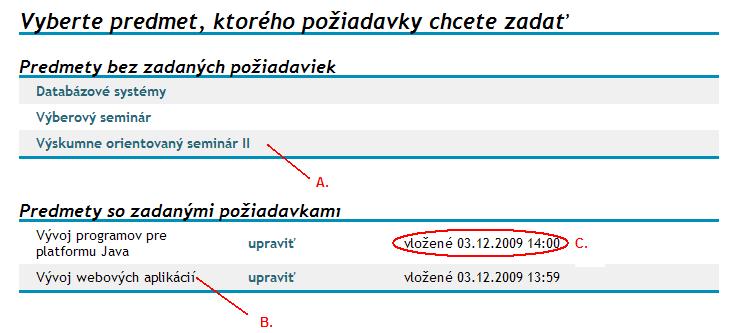 Vyberte predmet, ktorého požiadavky chcete zadať
Predmety bez zadaných požiadaviek
Databázové systémy
Výberový seminár
Výskumne orientovaný seminár II
A.
Predmety so zadanými požiadavkami
Vývoj programov pre
platformu Java
upraviť
vložené 03.12.2009 14:00
C.
Vývoj webových aplikácií
upraviť
vložené 03.12.2009 13:59
B.